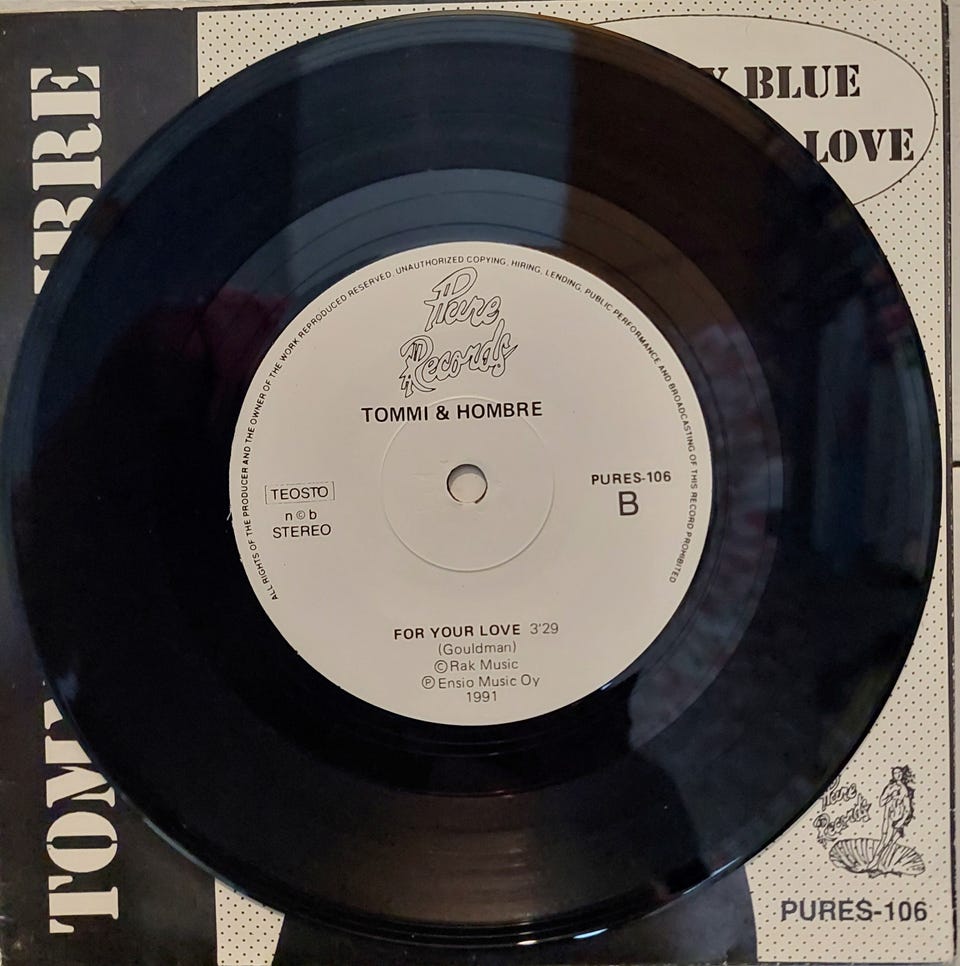 BLUE
LOVE
ALL RIGHTS OF THE PRODUCER AND THE OWNER OF THE WORK REPRODUCED RESERVED. UNAUTHORIZED COPYING, HIRING, LENDING, PUBLIC PERFORMANCE AND BROADCASTING OF THIS RECORD PROHIBITED
Pure
Records
TOMMI & HOMBRE
TEOSTO
n©b
STEREO
PURES-106
B
FOR YOUR LOVE 3'29
(Gouldman)
©Rak Music
℗Ensio Music Oy
1991
Pure
Records
PURES-106